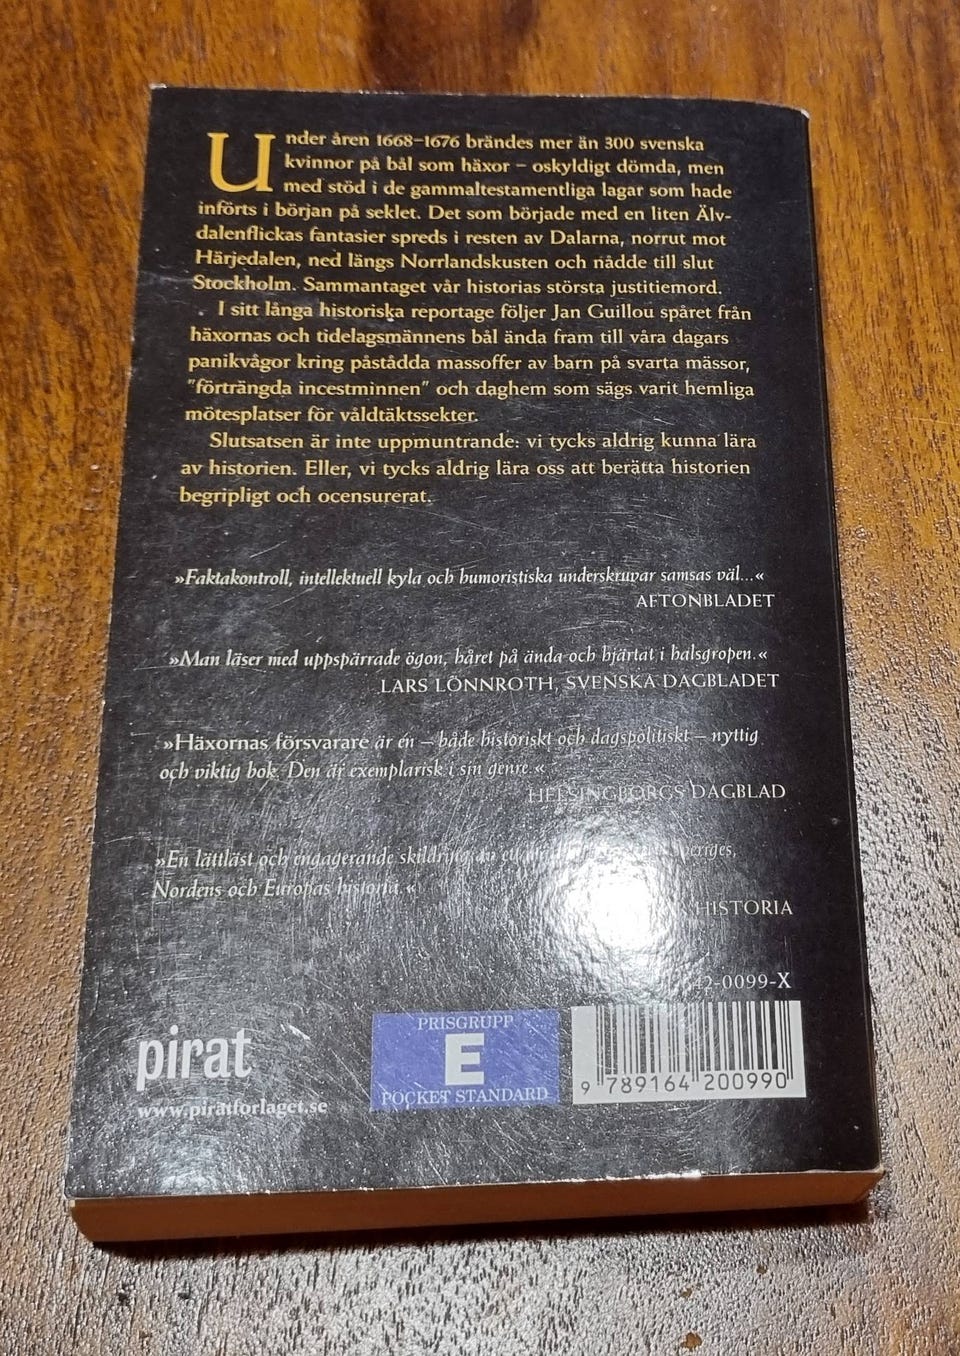 Under åren 1668–1676 brändes mer än 300 svenska
kvinnor på bål som häxor – oskyldigt dömda, men
med stöd i de gammaltestamentliga lagar som hade
införts i början på seklet. Det som började med en liten Älv-
dalenflickas fantasier spreds i resten av Dalarna, norrut mot
Härjedalen, ned längs Norrlandskusten och nådde till slut
Stockholm. Sammantaget vår historias största justitiemord.
I sitt långa historiska reportage följer Jan Guillou spåret från
häxornas och tidelagsmännens bål ända fram till våra dagars
panikvågor kring påstådda massoffer av barn på svarta mässor,
"förträngda incestminnen" och daghem som sägs varit hemliga
mötesplatser för våldtäktssekter.
Slutsatsen är inte uppmuntrande: vi tycks aldrig kunna lära
av historien. Eller, vi tycks aldrig lära oss att berätta historien
begripligt och ocensurerat.
»Faktakontroll, intellektuell kyla och humoristiska underskruvar samsas väl...«
AFTONBLADET
»Man läser med uppspärrade ögon, håret på ända och hjärtat i halsgropen.«
LARS LÖNNROTH, SVENSKA DAGBLADET
»Häxornas försvarare är en – både historiskt och dagspolitiskt – nyttig
och viktig bok. Den är exemplarisk i sin genre.«
HELSINGBORGS DAGBLAD
»En lättläst och engagerande skildring av
Nordens och Europas historia.«
HISTORIA
42-0099-X
pirat
www.piratforlaget.se
PRISGRUPP
E
POCKET STANDARD
9 789164 200990